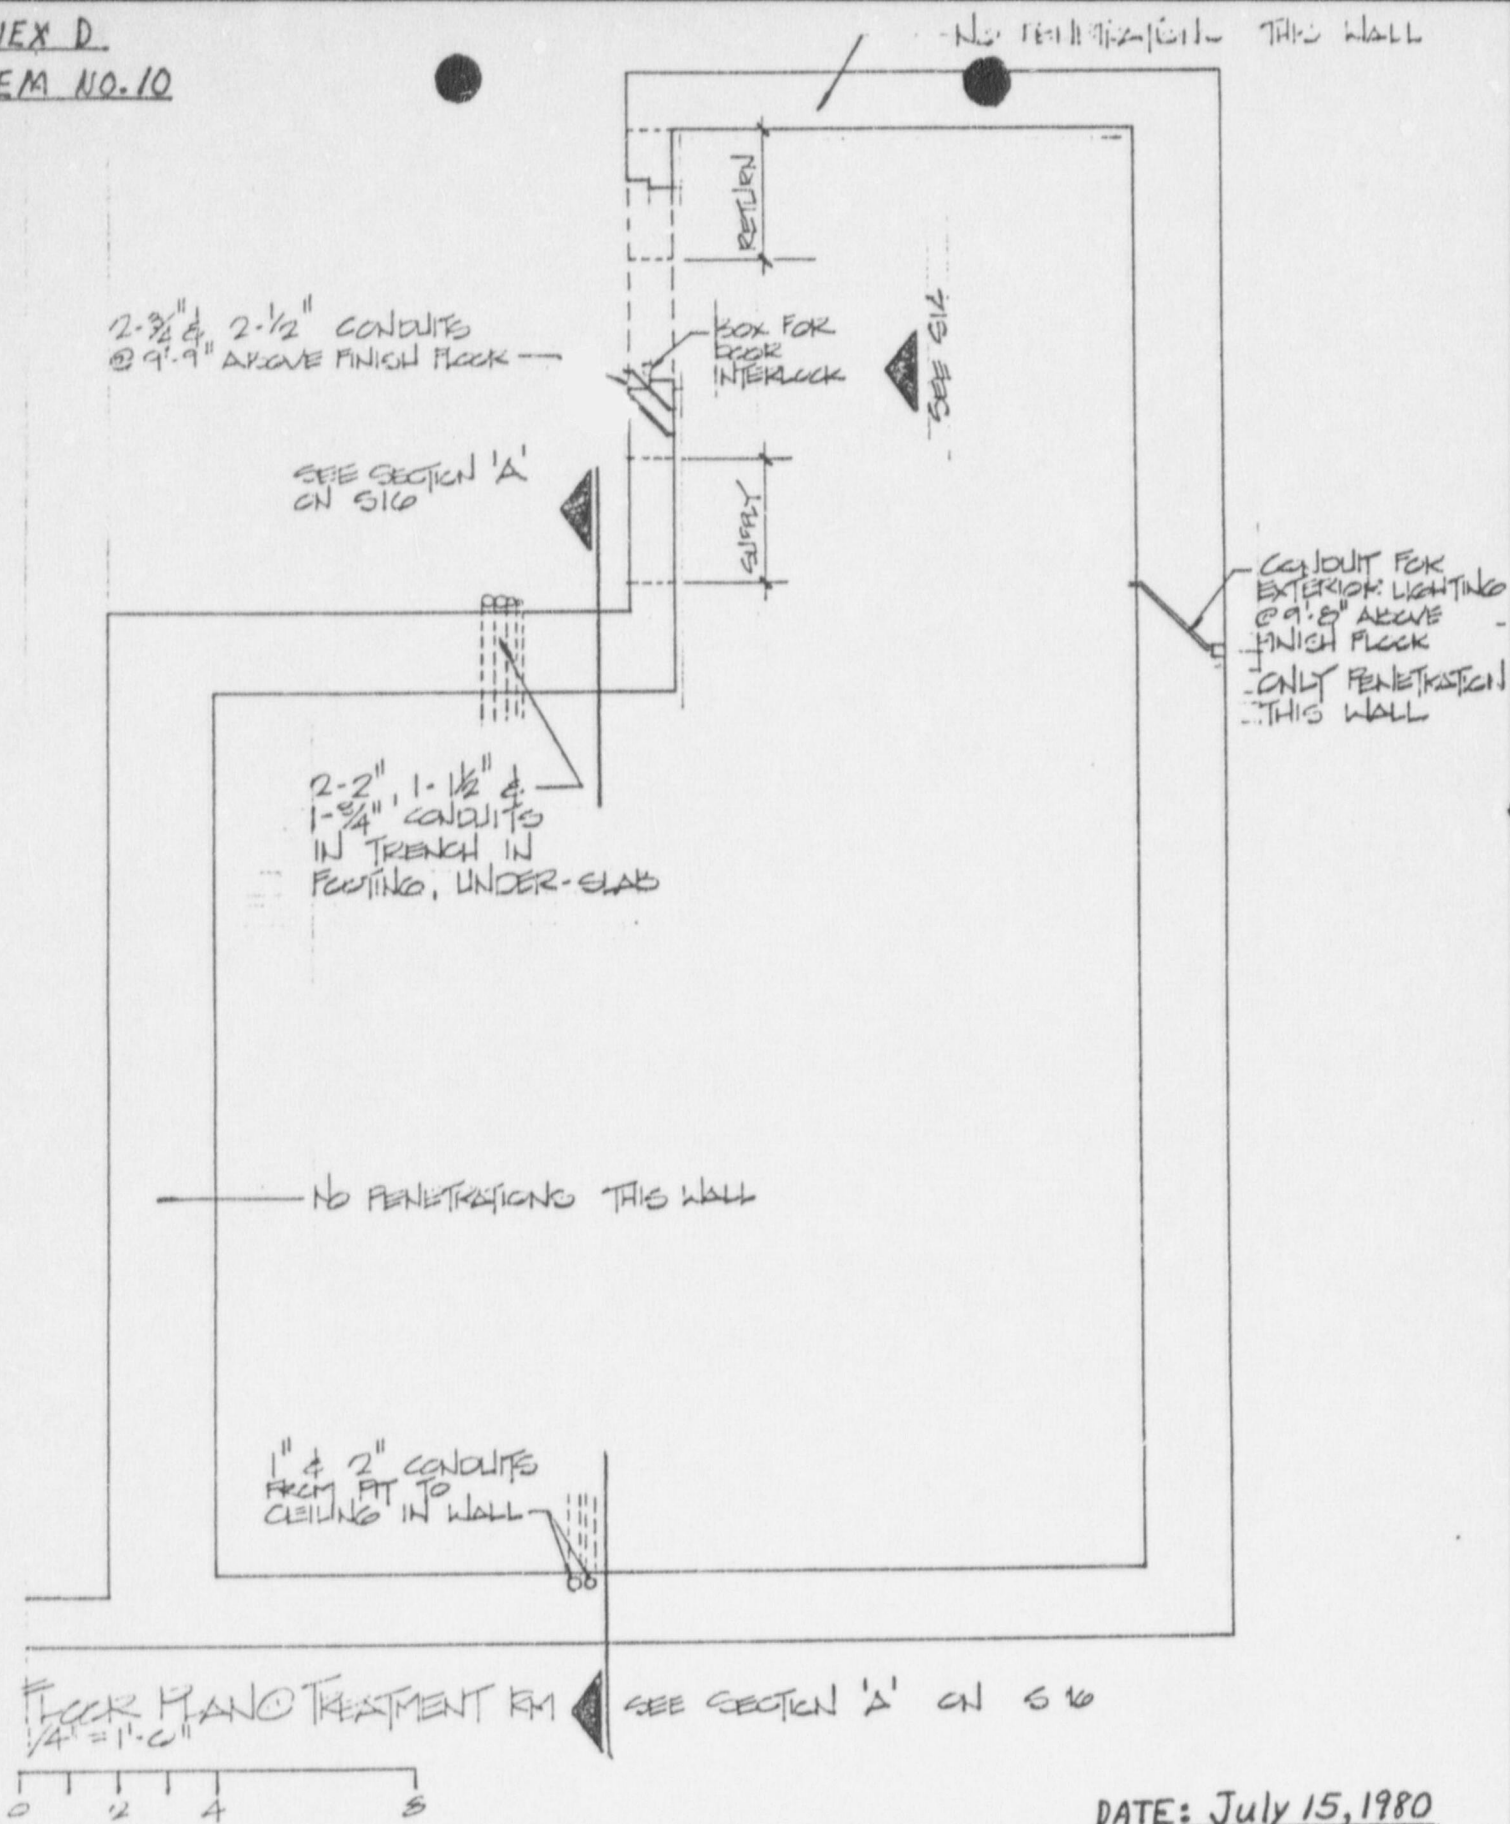 EX D
EM NO. 10
NO THIS WALL
RETURN
2-3/4" & 2-1/2" CONDUITS
@ 9'-9" ABOVE FINISH FLOOR
BOX FOR
DOOR
INTERLOCK
SEE S14
SEE SECTION 'A'
ON S16
SUPPLY
CONDUIT FOR
EXTERIOR LIGHTING
@ 9'-8" ABOVE
FINISH FLOOR
ONLY PENETRATION
THIS WALL
2-2", 1-1½" &
1-3/4" CONDUITS
IN TRENCH IN
FOOTING, UNDER-SLAB
NO PENETRATIONS THIS WALL
1" & 2" CONDUITS
FROM PIT TO
CEILING IN WALL
FLOOR PLAN @ TREATMENT RM
1/4" = 1'-0"
SEE SECTION 'A' ON S16
0 2 4 8
DATE: July 15, 1980